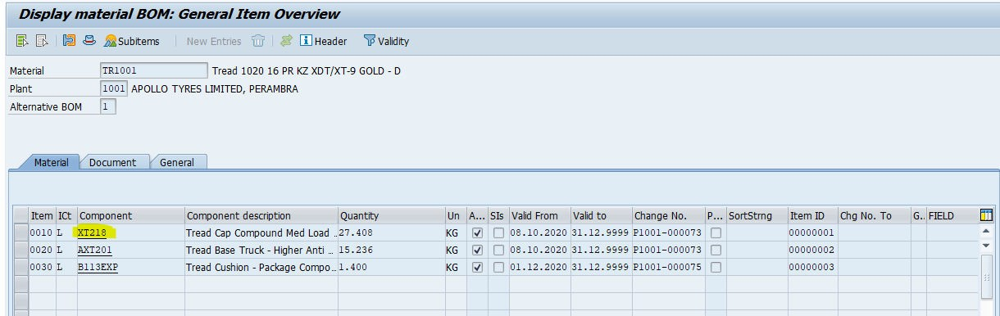 Display material BOM: General Item Overview
Subitems New Entries Header Validity
Material TR1001 Tread 1020 16 PR KZ XDT/XT-9 GOLD - D
Plant 1001 APOLLO TYRES LIMITED, PERAMBRA
Alternative BOM 1
Material Document General
Item ICt Component Component description Quantity Un A... SIs Valid From Valid to Change No. P... SortStrng Item ID Chg No. To G.. FIELD
0010 L XT218 Tread Cap Compound Med Load ... 27.408 KG 08.10.2020 31.12.9999 P1001-000073 00000001
0020 L AXT201 Tread Base Truck - Higher Anti ... 15.236 KG 08.10.2020 31.12.9999 P1001-000073 00000002
0030 L B113EXP Tread Cushion - Package Compo... 1.400 KG 01.12.2020 31.12.9999 P1001-000075 00000003